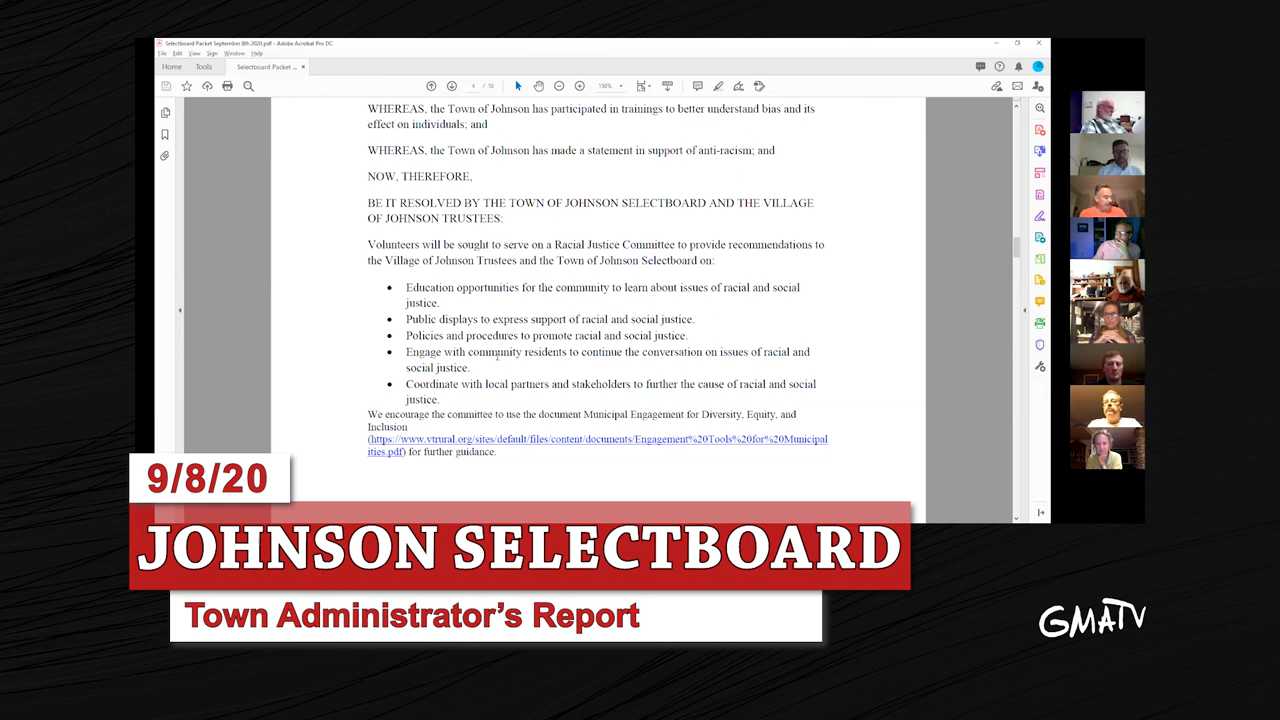 Selectboard Packet September 8th 2020.pdf - Adobe Acrobat Pro DC
File Edit View Sign Window Help
Home Tools Selectboard Packet ... ×
4 / 10 150%
WHEREAS, the Town of Johnson has participated in trainings to better understand bias and its
effect on individuals; and
WHEREAS, the Town of Johnson has made a statement in support of anti-racism; and
NOW, THEREFORE,
BE IT RESOLVED BY THE TOWN OF JOHNSON SELECTBOARD AND THE VILLAGE
OF JOHNSON TRUSTEES:
Volunteers will be sought to serve on a Racial Justice Committee to provide recommendations to
the Village of Johnson Trustees and the Town of Johnson Selectboard on:
• Education opportunities for the community to learn about issues of racial and social
justice.
• Public displays to express support of racial and social justice.
• Policies and procedures to promote racial and social justice.
• Engage with community residents to continue the conversation on issues of racial and
social justice.
• Coordinate with local partners and stakeholders to further the cause of racial and social
justice.
We encourage the committee to use the document Municipal Engagement for Diversity, Equity, and
Inclusion
(https://www.vtrural.org/sites/default/files/content/documents/Engagement%20Tools%20for%20Municipal
ities.pdf) for further guidance.
9/8/20
JOHNSON SELECTBOARD
Town Administrator's Report
GMATV